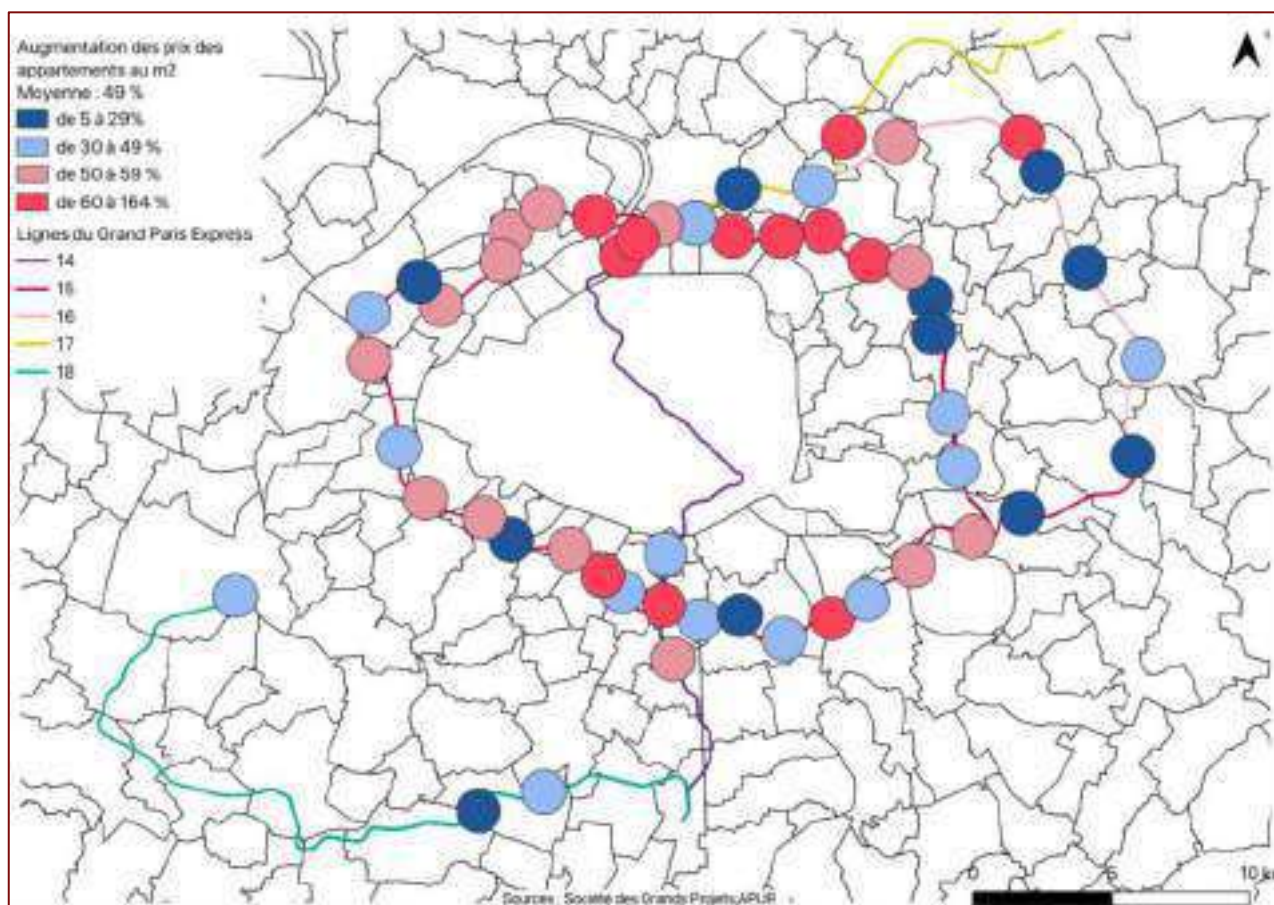 Augmentation des prix des
appartements au m2
Moyenne : 49 %
de 5 à 29%
de 30 à 49 %
de 50 à 59 %
de 60 à 164 %
Lignes du Grand Paris Express
14
15
16
17
18
0 5 10 km
Sources : Société des Grands Projets,APUR